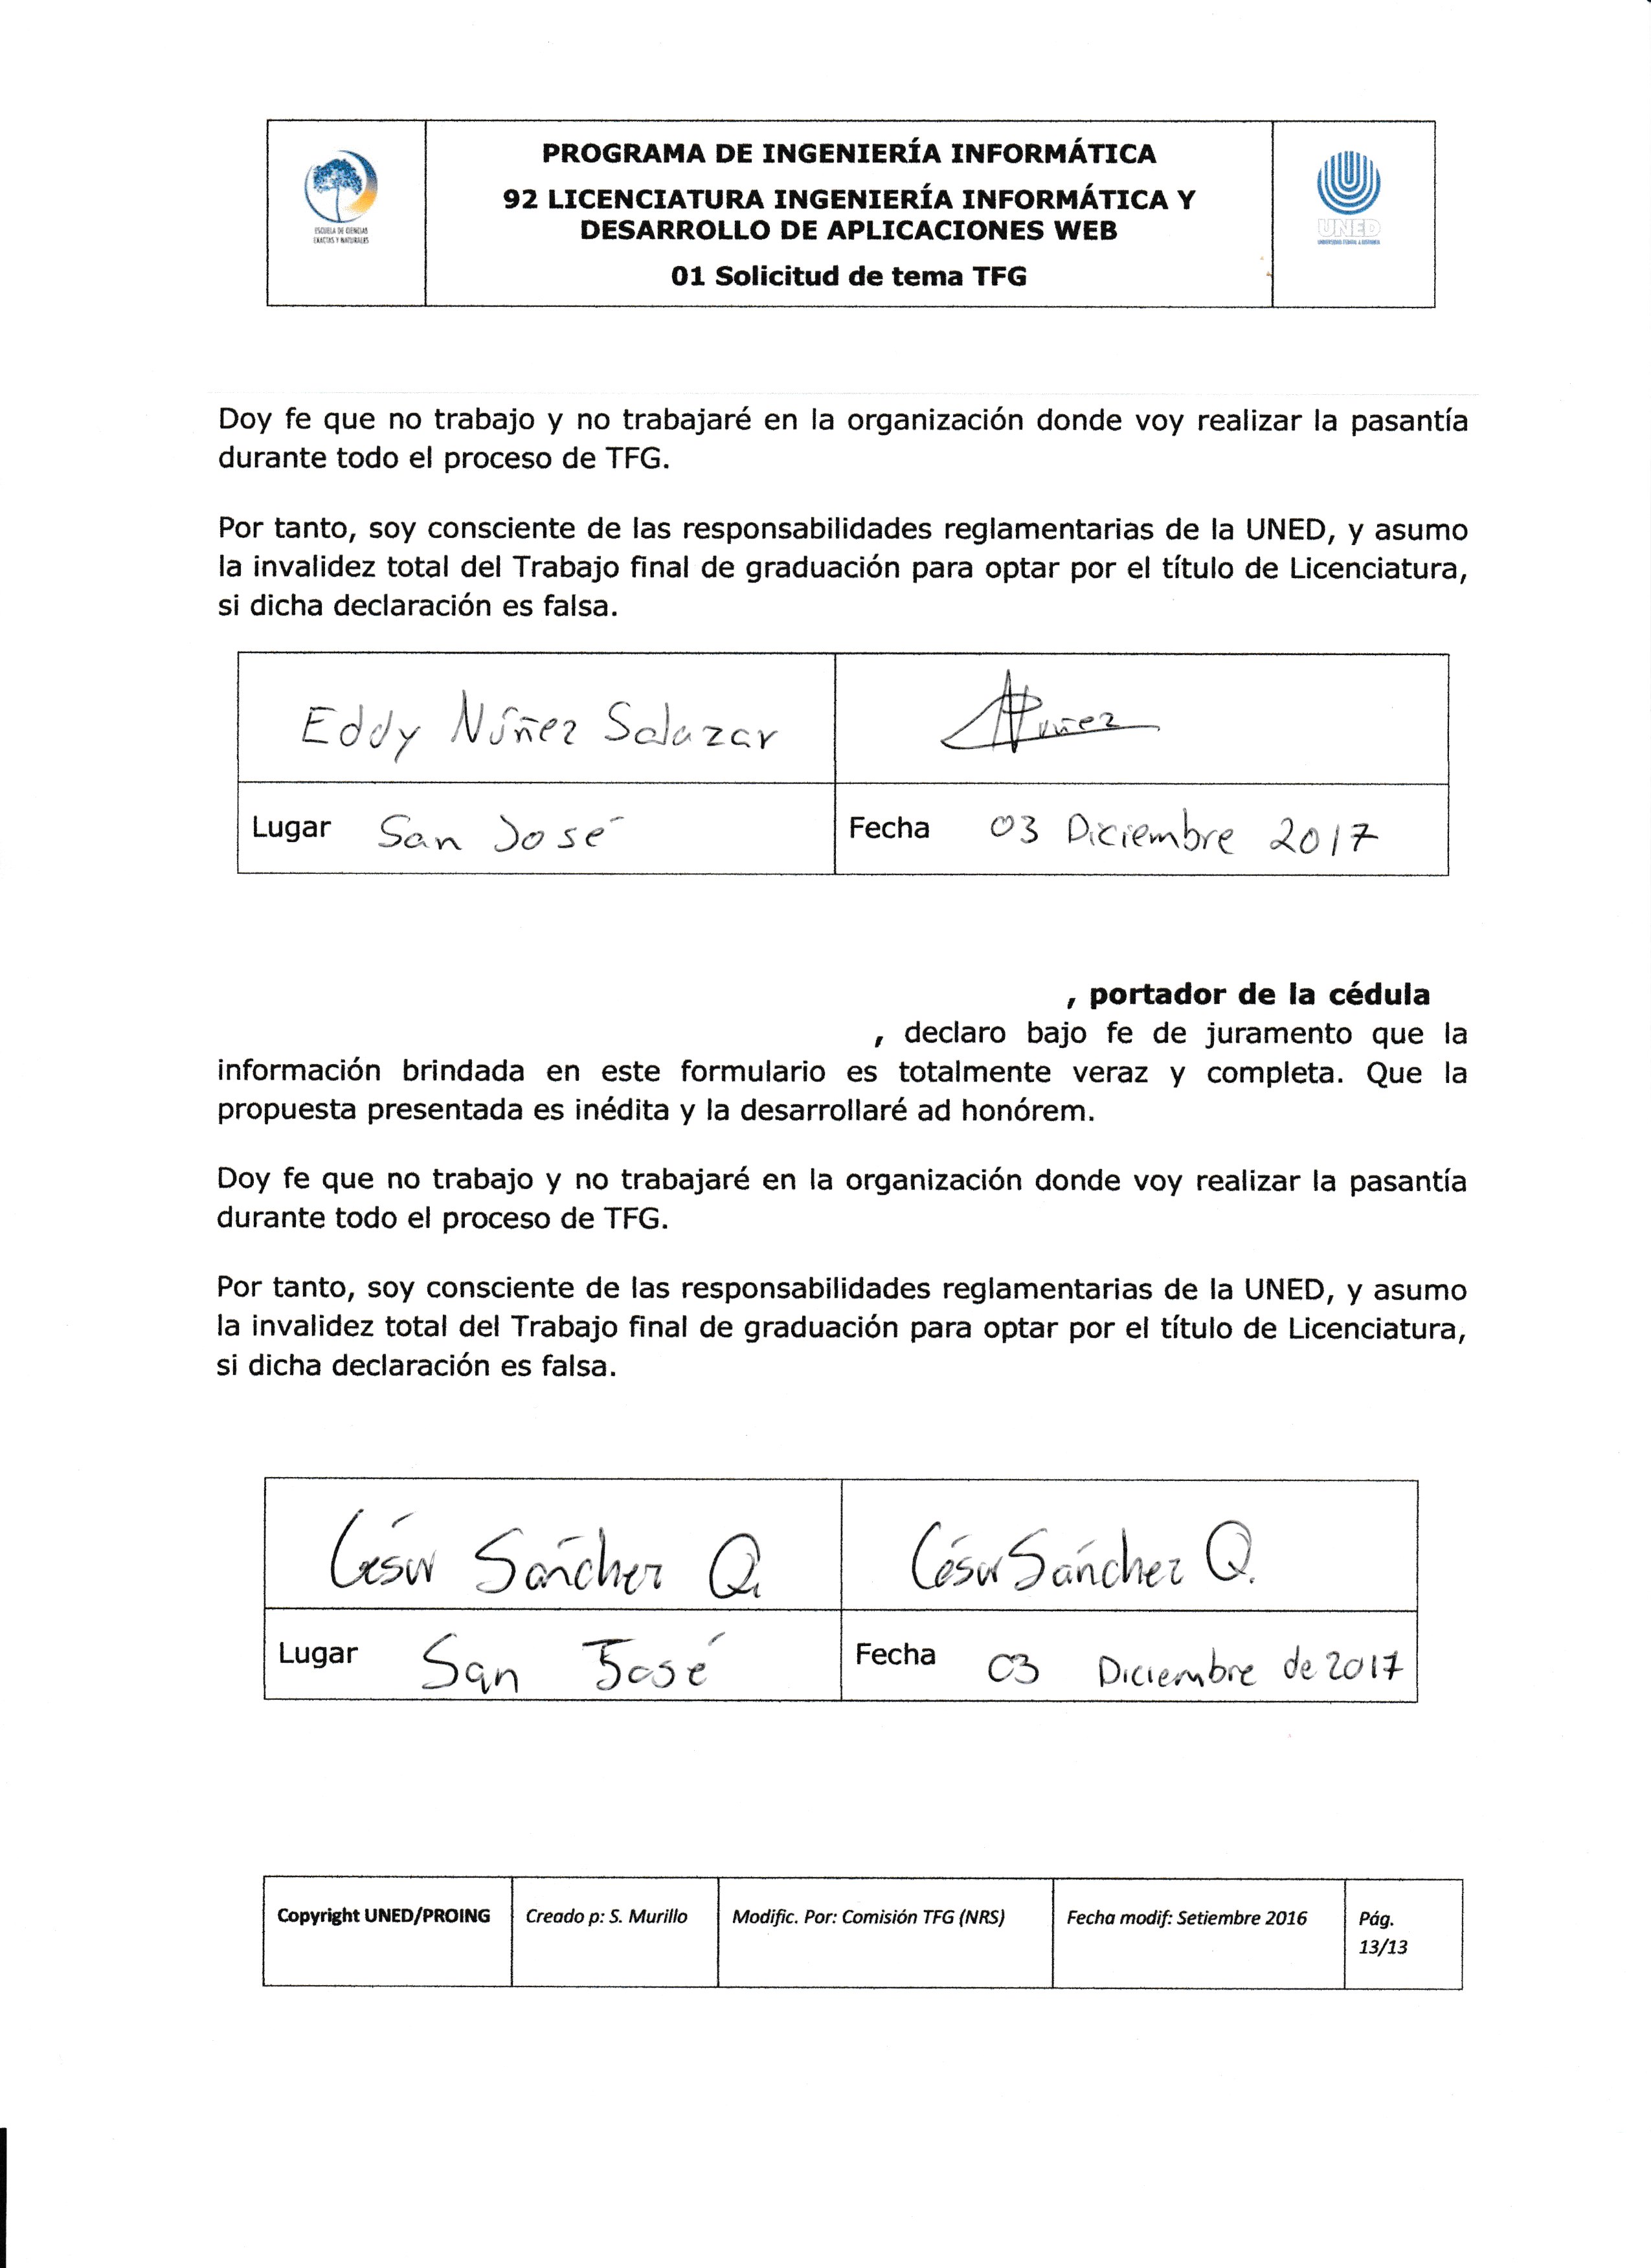 PROGRAMA DE INGENIERÍA INFORMÁTICA
92 LICENCIATURA INGENIERÍA INFORMÁTICA Y
DESARROLLO DE APLICACIONES WEB
01 Solicitud de tema TFG
ESCUELA DE CIENCIAS
EXACTAS Y NATURALES
UNED
UNIVERSIDAD ESTATAL A DISTANCIA
Doy fe que no trabajo y no trabajaré en la organización donde voy realizar la pasantía
durante todo el proceso de TFG.
Por tanto, soy consciente de las responsabilidades reglamentarias de la UNED, y asumo
la invalidez total del Trabajo final de graduación para optar por el título de Licenciatura,
si dicha declaración es falsa.
Eddy Núñez Salazar
Núñez
Lugar San José
Fecha 03 Diciembre 2017
, portador de la cédula
, declaro bajo fe de juramento que la
información brindada en este formulario es totalmente veraz y completa. Que la
propuesta presentada es inédita y la desarrollaré ad honórem.
Doy fe que no trabajo y no trabajaré en la organización donde voy realizar la pasantía
durante todo el proceso de TFG.
Por tanto, soy consciente de las responsabilidades reglamentarias de la UNED, y asumo
la invalidez total del Trabajo final de graduación para optar por el título de Licenciatura,
si dicha declaración es falsa.
César Sánchez Q.
César Sánchez Q.
Lugar San José
Fecha 03 Diciembre de 2017
Copyright UNED/PROING
Creado p: S. Murillo
Modific. Por: Comisión TFG (NRS)
Fecha modif: Setiembre 2016
Pág.
13/13